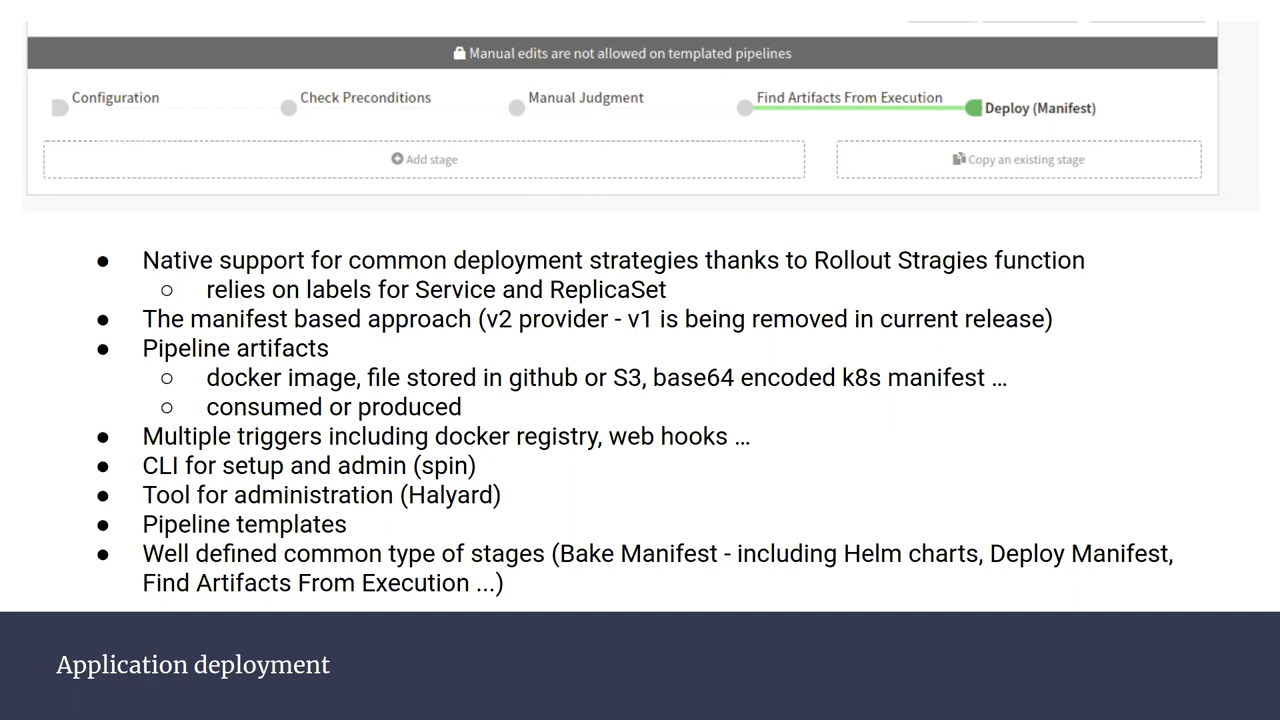 Manual edits are not allowed on templated pipelines
Configuration
Check Preconditions
Manual Judgment
Find Artifacts From Execution
Deploy (Manifest)
Add stage
Copy an existing stage
● Native support for common deployment strategies thanks to Rollout Stragies function
○ relies on labels for Service and ReplicaSet
● The manifest based approach (v2 provider - v1 is being removed in current release)
● Pipeline artifacts
○ docker image, file stored in github or S3, base64 encoded k8s manifest ...
○ consumed or produced
● Multiple triggers including docker registry, web hooks ...
● CLI for setup and admin (spin)
● Tool for administration (Halyard)
● Pipeline templates
● Well defined common type of stages (Bake Manifest - including Helm charts, Deploy Manifest,
Find Artifacts From Execution ...)
Application deployment